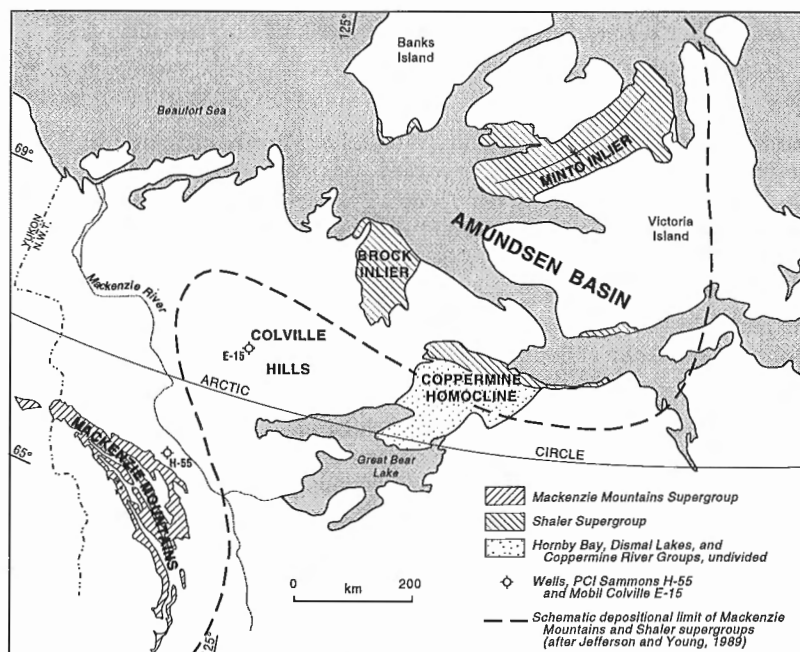 125°
Banks
Island
Beaufort Sea
69°
MINTO INLIER
YUKON
N.W.T.
Victoria
Island
AMUNDSEN BASIN
BROCK
INLIER
Mackenzie River
COLVILLE
HILLS
E-15
ARCTIC
COPPERMINE
HOMOCLINE
CIRCLE
65°
H-55
MACKENZIE MOUNTAINS
Great Bear
Lake
Mackenzie Mountains Supergroup
Shaler Supergroup
Hornby Bay, Dismal Lakes, and
Coppermine River Groups, undivided
Wells, PCI Sammons H-55
and Mobil Colville E-15
Schematic depositional limit of Mackenzie
Mountains and Shaler supergroups
(after Jefferson and Young, 1989)
0 200
km
25°